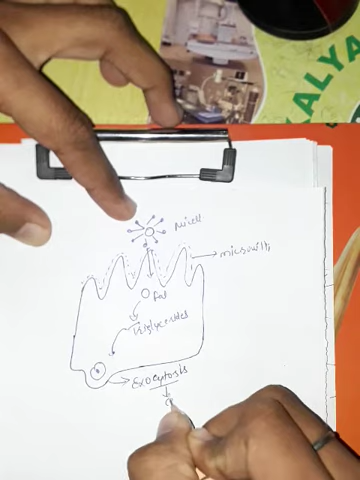 KALYA
micell
microvilli
fat
triglycerides
Exocytosis